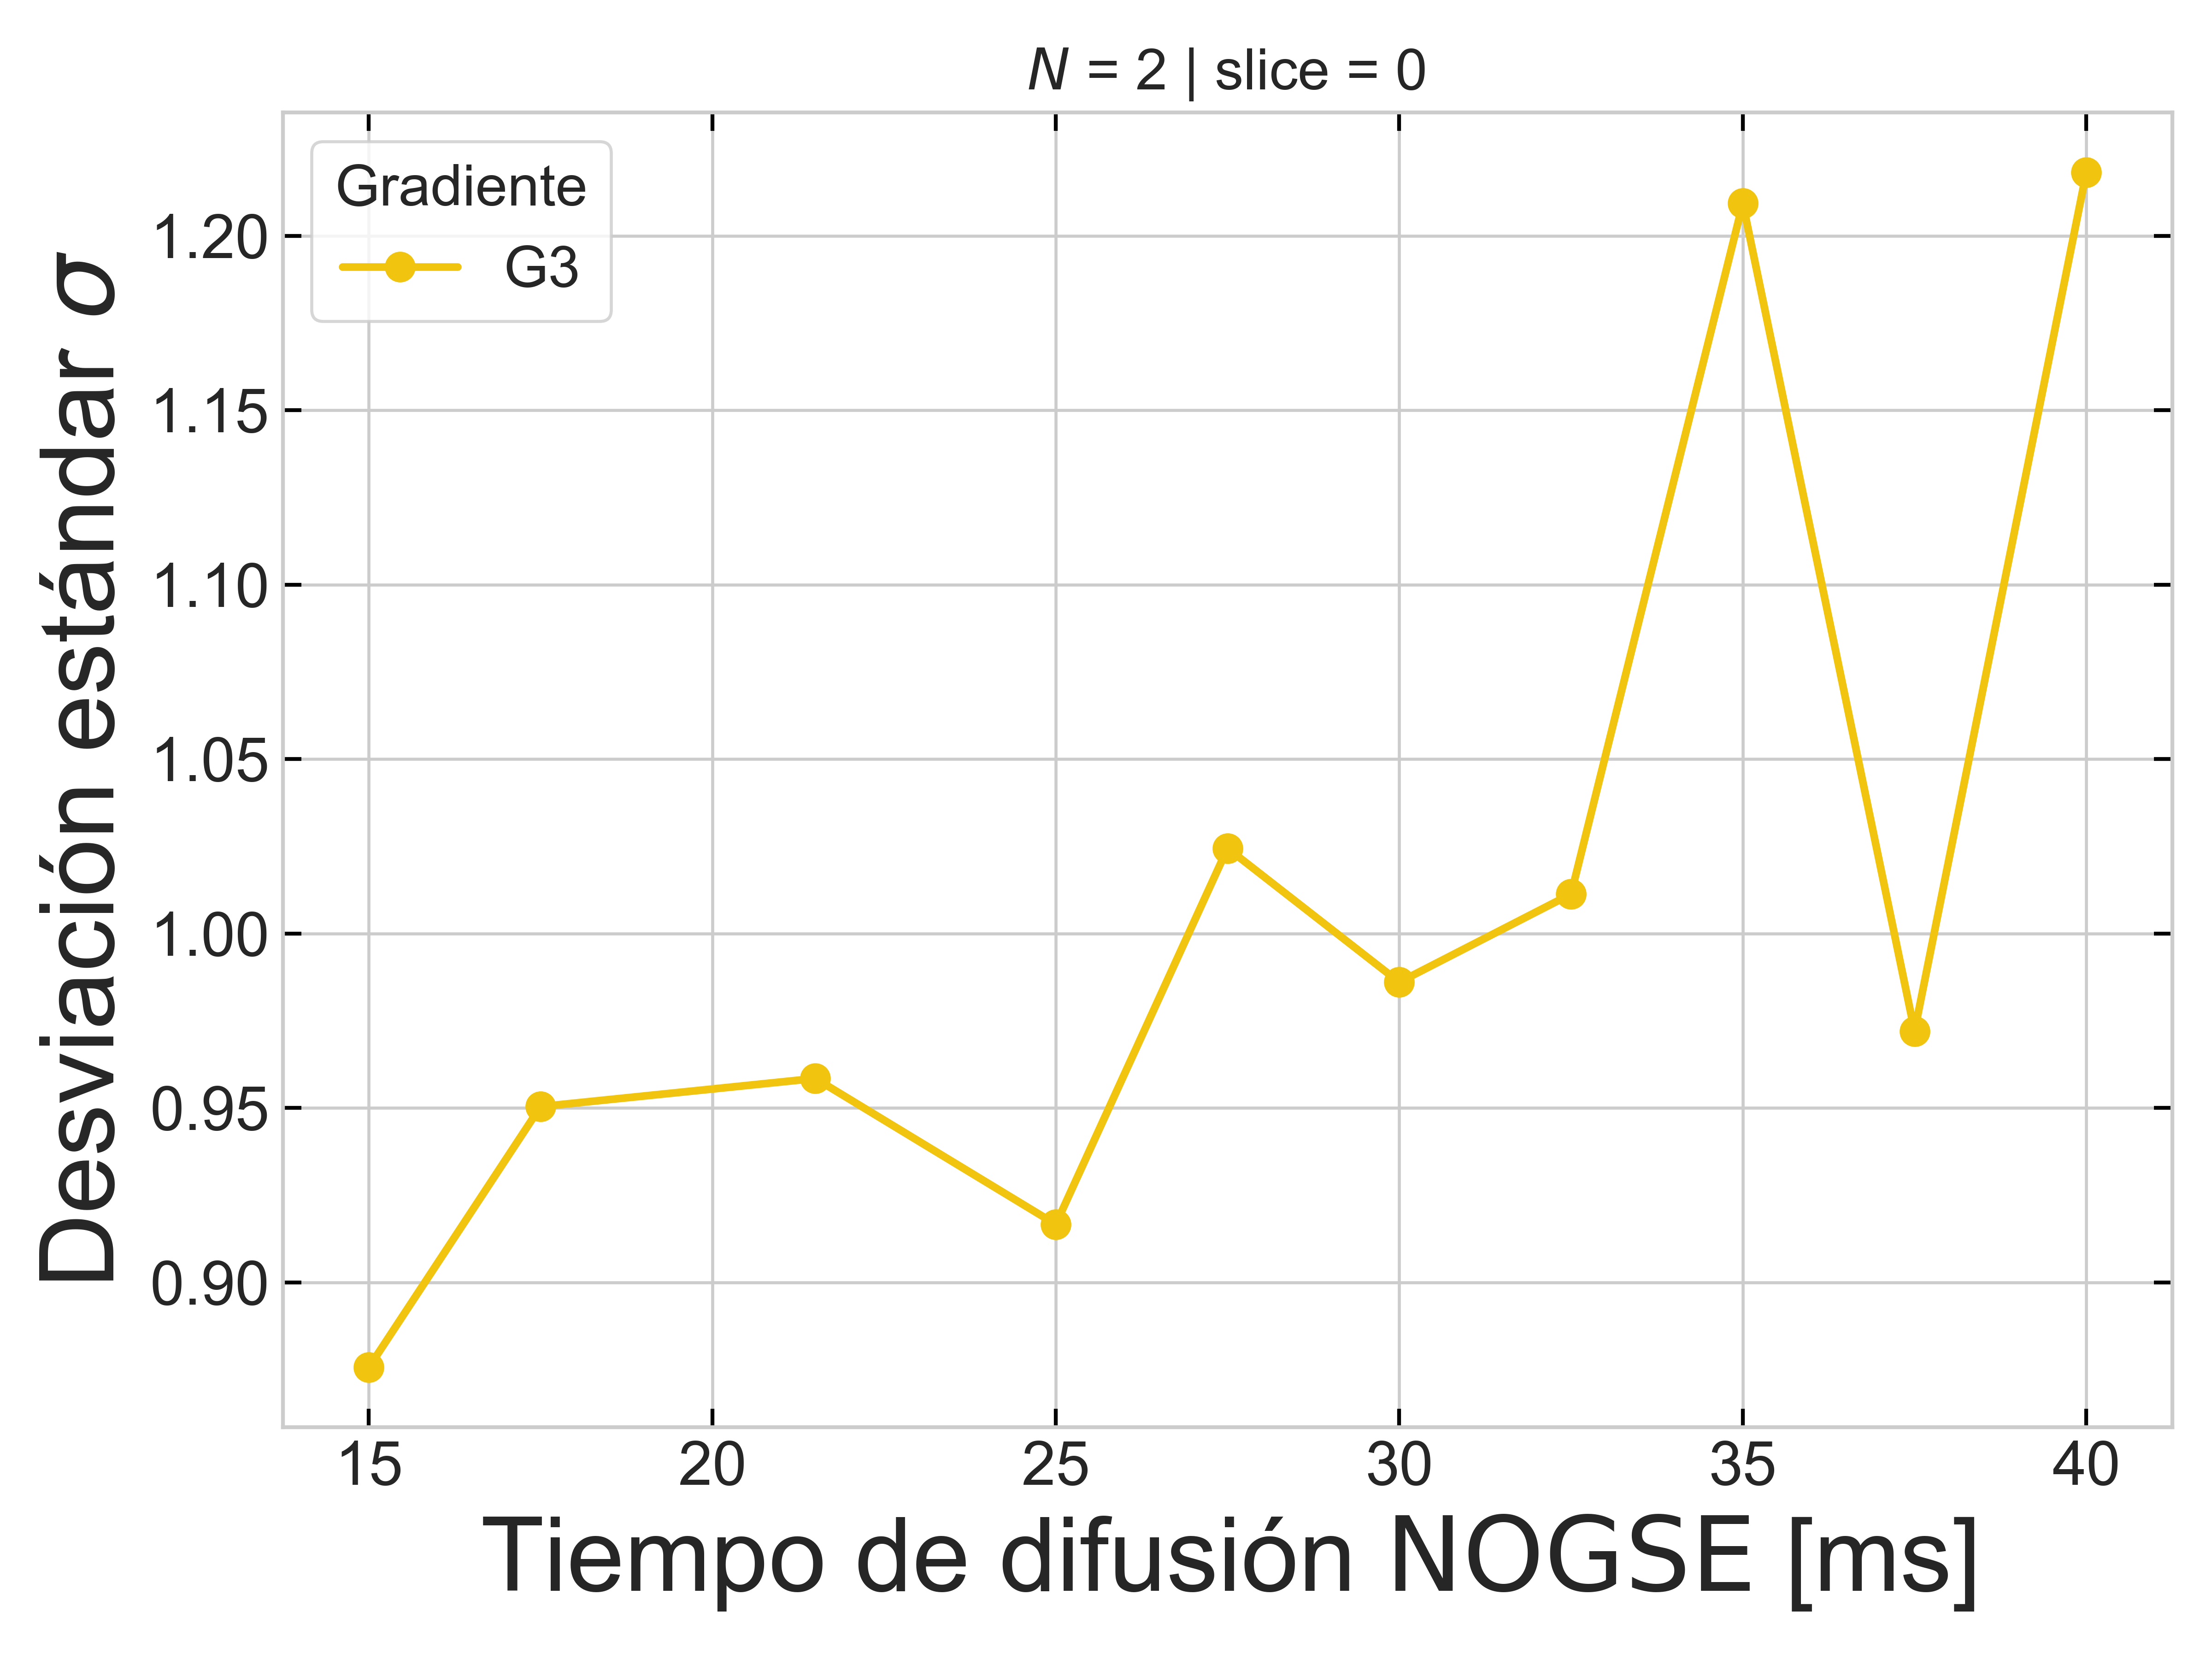 N = 2 | slice = 0
Gradiente
G3
Desviación estándar σ
1.20
1.15
1.10
1.05
1.00
0.95
0.90
15 20 25 30 35 40
Tiempo de difusión NOGSE [ms]